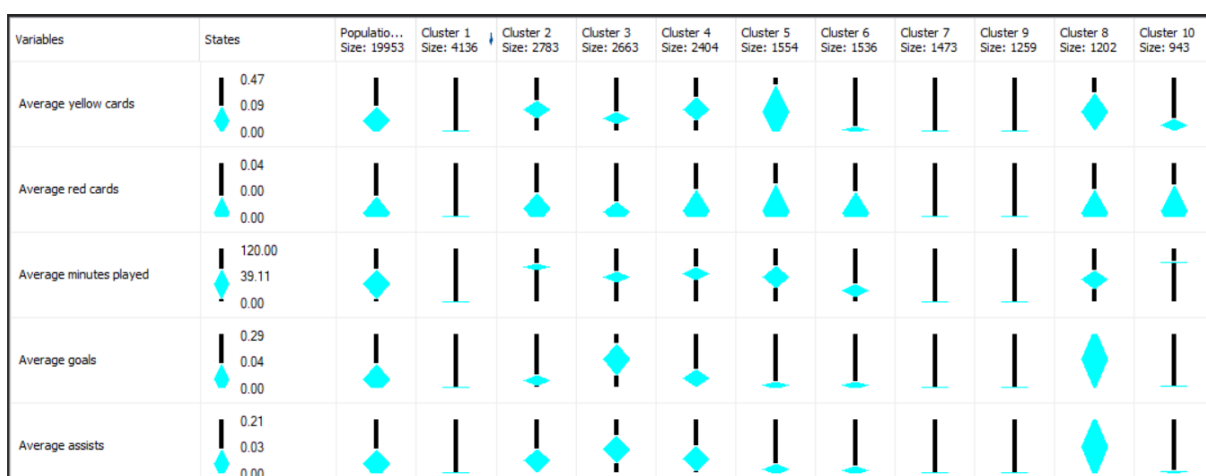 Variables States Populatio... Cluster 1 Cluster 2 Cluster 3 Cluster 4 Cluster 5 Cluster 6 Cluster 7 Cluster 9 Cluster 8 Cluster 10
Size: 19953 Size: 4136 Size: 2783 Size: 2663 Size: 2404 Size: 1554 Size: 1536 Size: 1473 Size: 1259 Size: 1202 Size: 943
0.47
Average yellow cards 0.09
0.00
0.04
Average red cards 0.00
0.00
120.00
Average minutes played 39.11
0.00
0.29
Average goals 0.04
0.00
0.21
Average assists 0.03
0.00